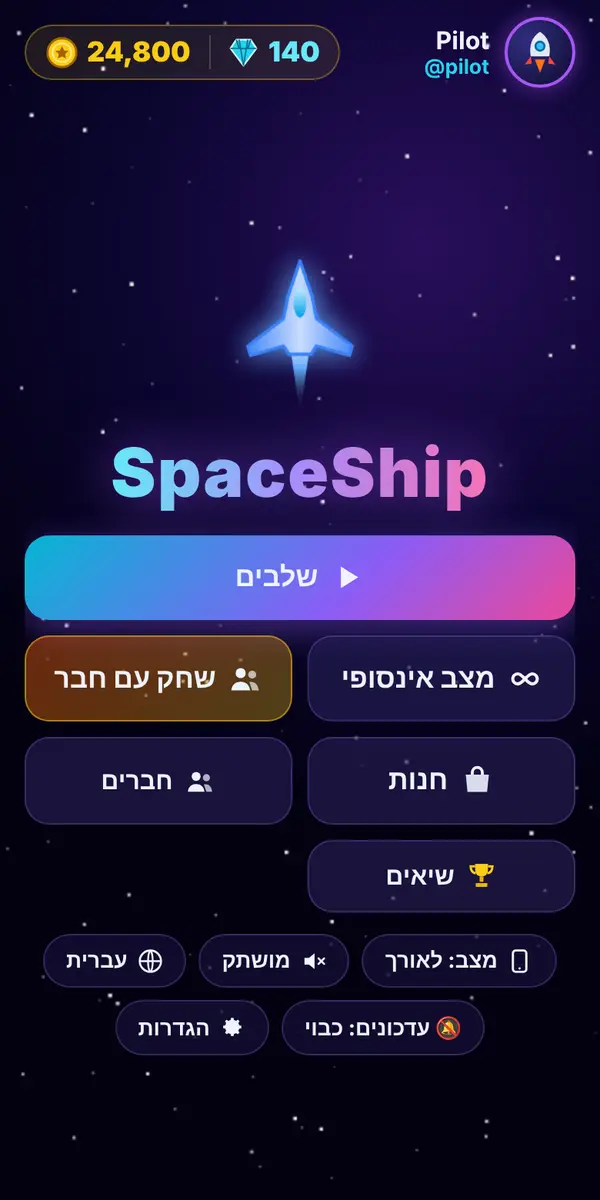 24,800
140
Pilot
@pilot
SpaceShip
שלבים
מצב אינסופי
שחק עם חבר
חנות
חברים
שיאים
מצב: לאורך
מושתק
עברית
עדכונים: כבוי
הגדרות